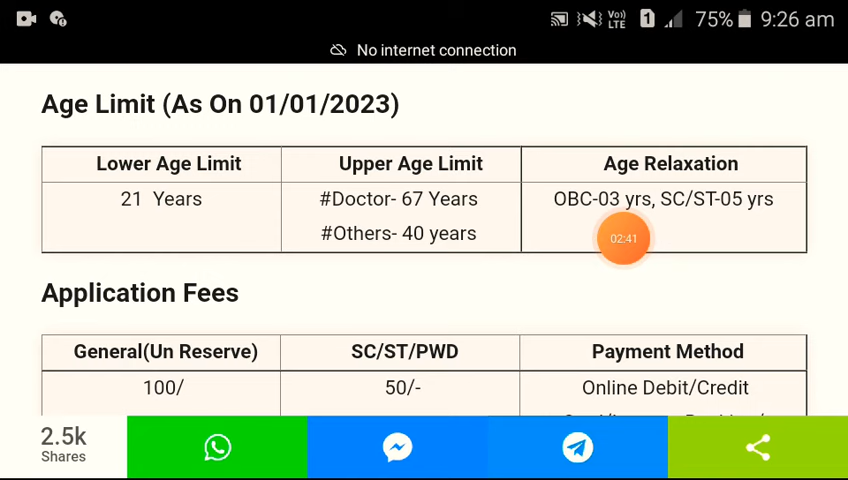 Vo)) LTE 1 75% 9:26 am
No internet connection
Age Limit (As On 01/01/2023)
Lower Age Limit Upper Age Limit Age Relaxation
21 Years #Doctor- 67 Years OBC-03 yrs, SC/ST-05 yrs
#Others- 40 years
02:41
Application Fees
General(Un Reserve) SC/ST/PWD Payment Method
100/ 50/- Online Debit/Credit
2.5k
Shares